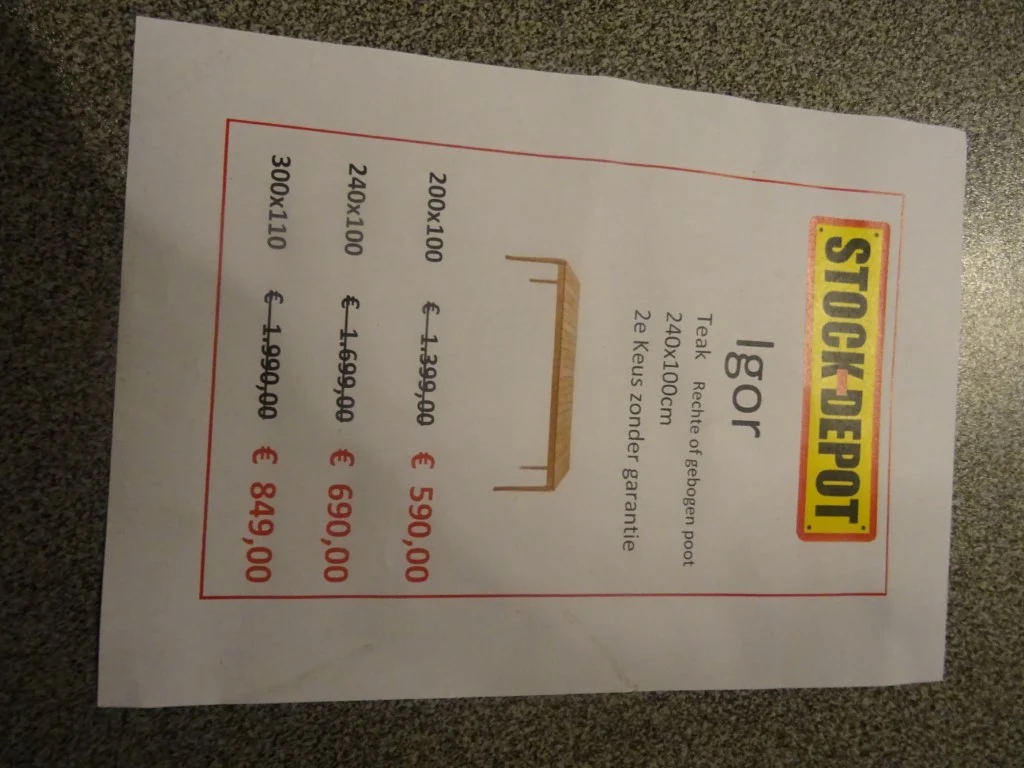 STOCK-DEPOT
Igor
Teak Rechte of gebogen poot
240x100cm
2e Keus zonder garantie
200x100 € 1.399,00 € 590,00
240x100 € 1.699,00 € 690,00
300x110 € 1.990,00 € 849,00